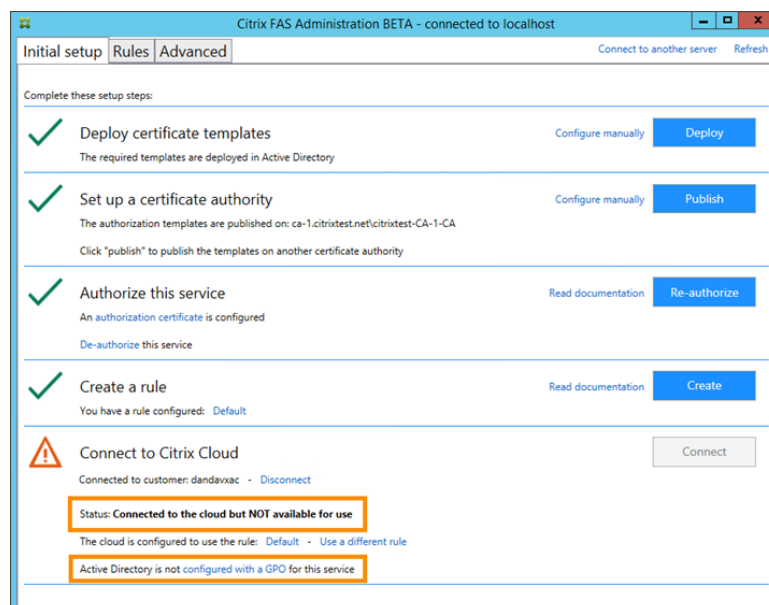 Citrix FAS Administration BETA - connected to localhost
Initial setup Rules Advanced Connect to another server Refresh
Complete these setup steps:
Deploy certificate templates Configure manually Deploy
The required templates are deployed in Active Directory
Set up a certificate authority Configure manually Publish
The authorization templates are published on: ca-1.citrixtest.net\citrixtest-CA-1-CA
Click "publish" to publish the templates on another certificate authority
Authorize this service Read documentation Re-authorize
An authorization certificate is configured
De-authorize this service
Create a rule Read documentation Create
You have a rule configured: Default
Connect to Citrix Cloud Connect
Connected to customer: dandavxac - Disconnect
Status: Connected to the cloud but NOT available for use
The cloud is configured to use the rule: Default - Use a different rule
Active Directory is not configured with a GPO for this service